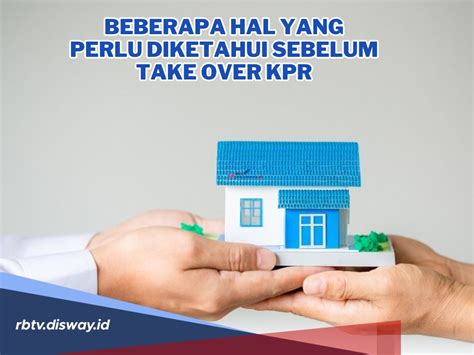 BEBERAPA HAL YANG
PERLU DIKETAHUI SEBELUM
TAKE OVER KPR
rbtv.disway.id